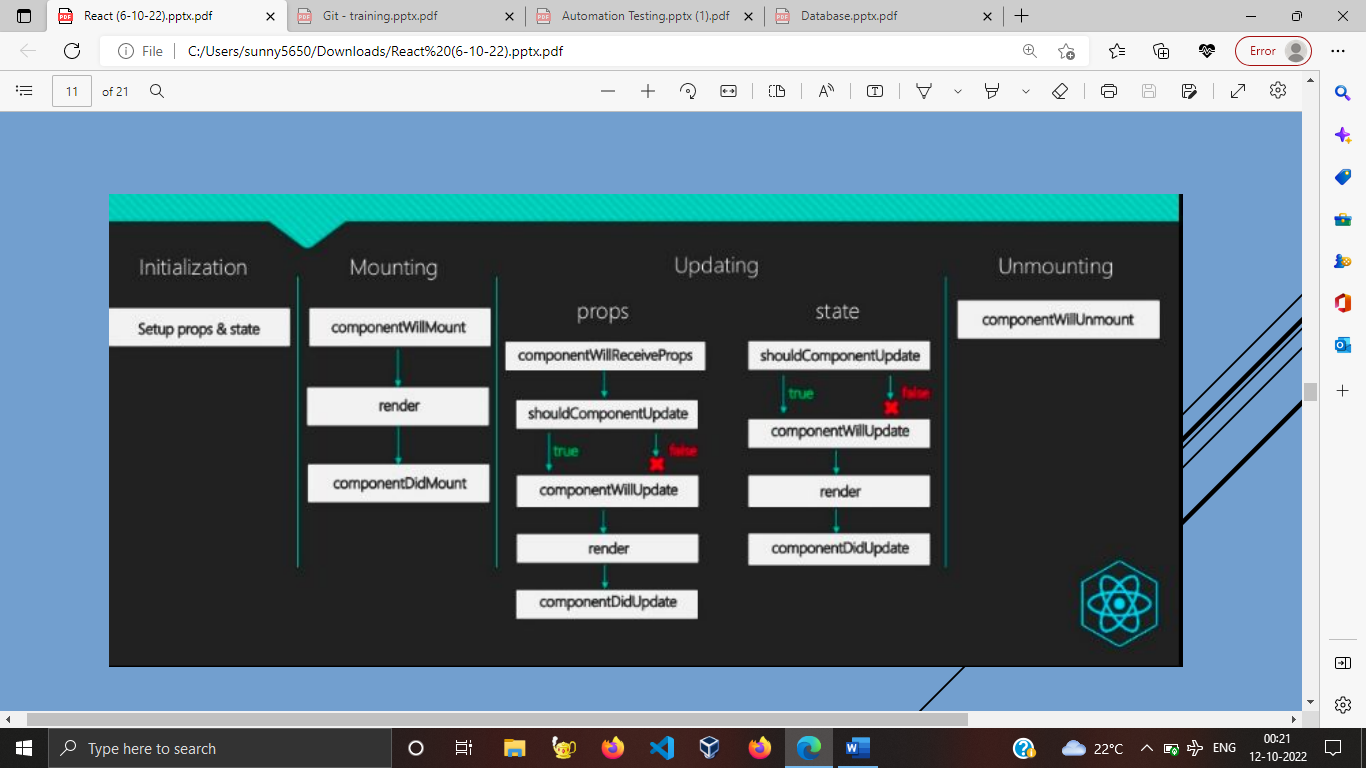 React (6-10-22).pptx.pdf
Git - training.pptx.pdf
Automation Testing.pptx (1).pdf
Database.pptx.pdf
File
C:/Users/sunny5650/Downloads/React%20(6-10-22).pptx.pdf
Error
11 of 21
Initialization
Setup props & state
Mounting
componentWillMount
render
componentDidMount
Updating
props
componentWillReceiveProps
shouldComponentUpdate
true false
componentWillUpdate
render
componentDidUpdate
state
shouldComponentUpdate
true false
componentWillUpdate
render
componentDidUpdate
Unmounting
componentWillUnmount
Type here to search
22°C
ENG
00:21
12-10-2022